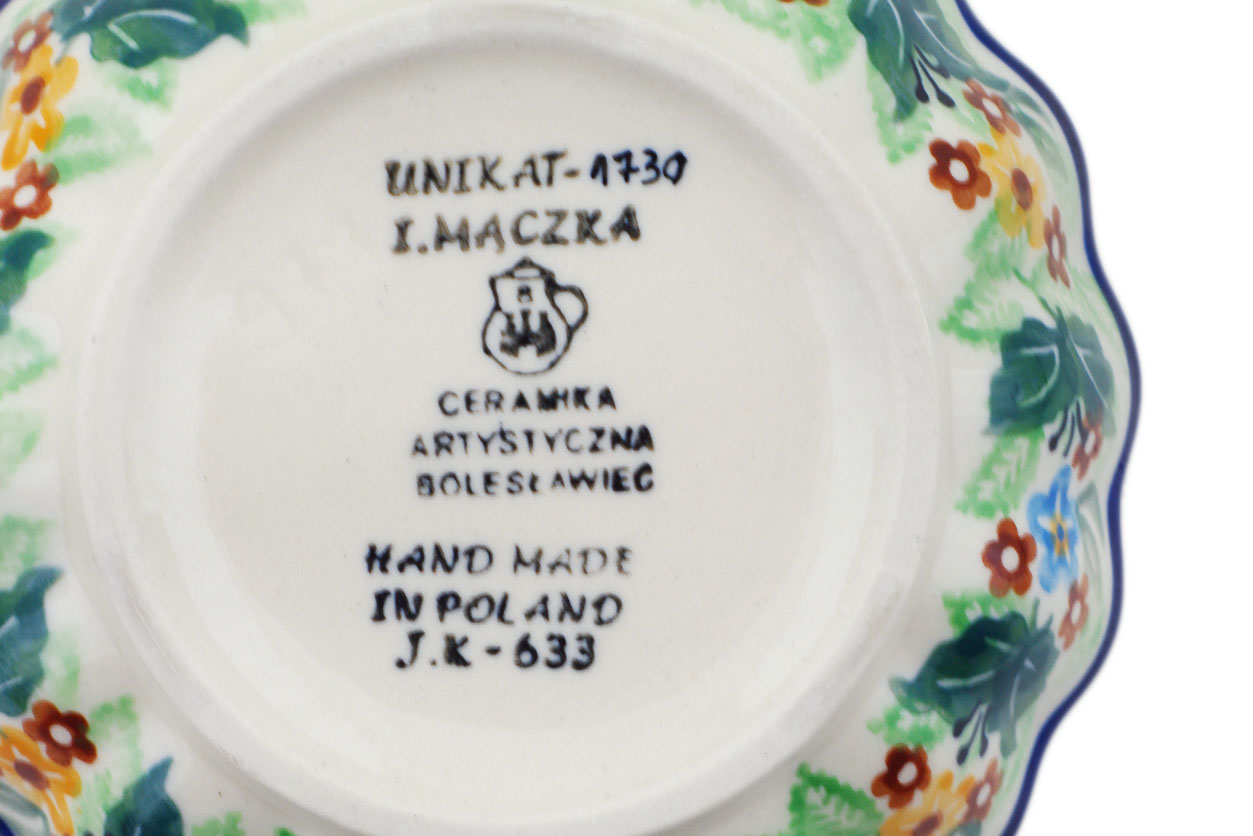 UNIKAT-1730
I.MĄCZKA
B
CERAMIKA
ARTYSTYCZNA
BOLESŁAWIEC
HAND MADE
IN POLAND
J.K-633